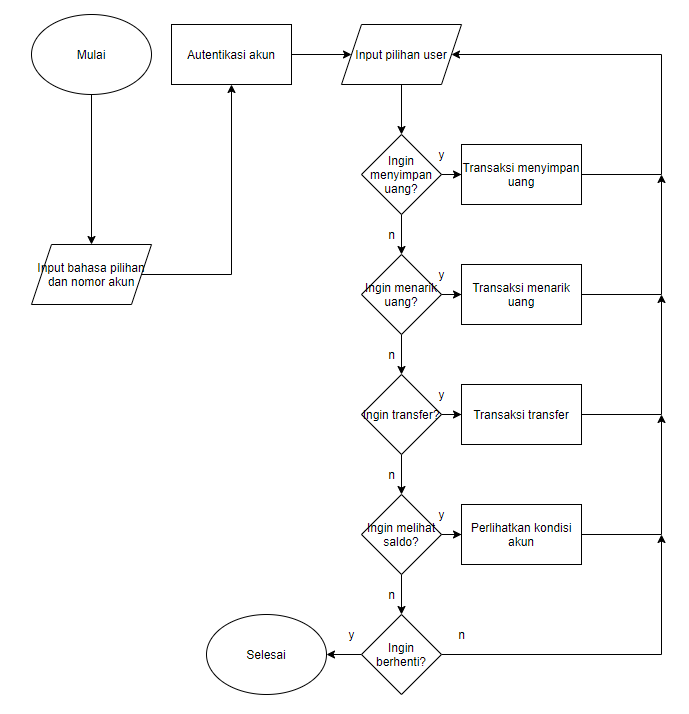 Mulai
Autentikasi akun
Input pilihan user
Ingin
menyimpan
uang?
y
Transaksi menyimpan
uang
n
Input bahasa pilihan
dan nomor akun
Ingin menarik
uang?
y
Transaksi menarik
uang
n
Ingin transfer?
y
Transaksi transfer
n
Ingin melihat
saldo?
y
Perlihatkan kondisi
akun
n
Ingin
berhenti?
y
n
Selesai